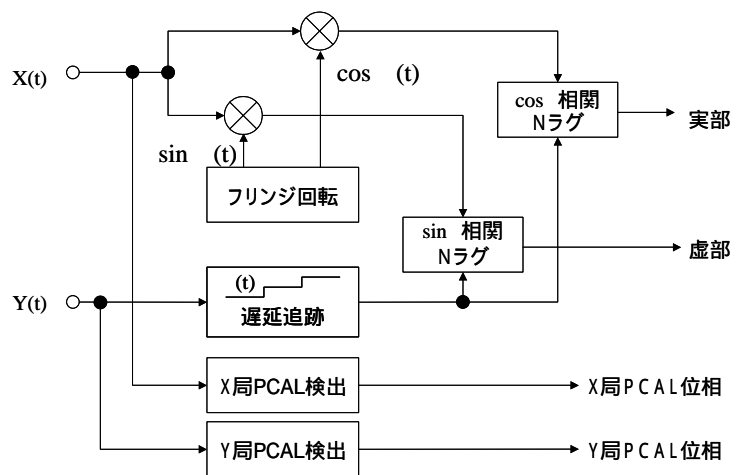 X(t)
cos (t)
cos 相関
Nラグ
実部
sin (t)
フリンジ回転
sin 相関
Nラグ
虚部
Y(t)
(t)
遅延追跡
X局PCAL検出
X局PCAL位相
Y局PCAL検出
Y局PCAL位相